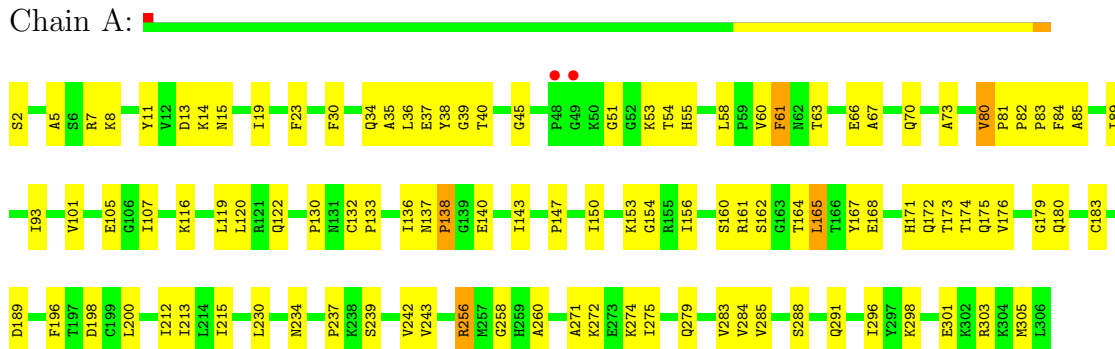 Chain A:
S2 A5 S6 R7 K8 Y11 V12 D13 K14 N15 I19 F23 F30 Q34 A35 L36 E37 Y38 G39 T40 G45 P48 G49 K50 G51 G52 K53 T54 H55 L58 P59 V60 F61 N62 T63 E66 A67 Q70 A73 V80 P81 P82 P83 F84 A85
I93 V101 E105 G106 I107 K116 L119 L120 R121 Q122 P130 N131 C132 P133 I136 N137 P138 G139 E140 I143 P147 I150 K153 G154 R155 I156 S160 R161 S162 G163 T164 L165 T166 Y167 E168 H171 Q172 T173 T174 Q175 V176 G179 Q180 C183
D189 F196 T197 D198 C199 L200 I212 I213 L214 I215 L230 N234 P237 K238 S239 V242 V243 R256 M257 G258 H259 A260 A271 K272 E273 K274 I275 Q279 V283 V284 V285 S288 Q291 I296 Y297 K298 E301 K302 R303 K304 M305 L306